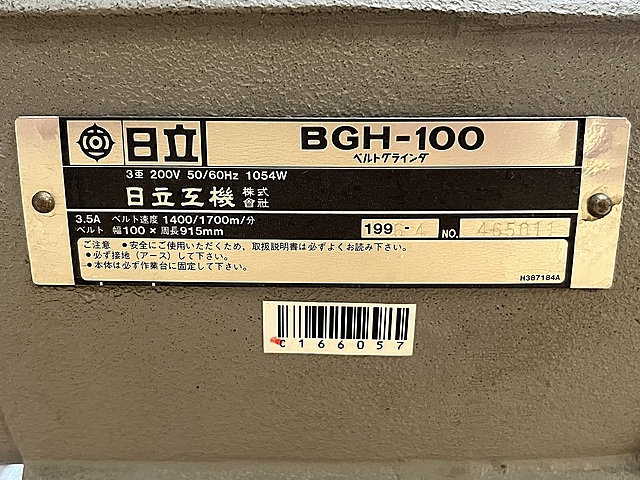 日立
BGH-100
ベルトグラインダ
3相 200V 50/60Hz 1054W
日立工機 株式會社
3.5A ベルト速度 1400/1700m/分
ベルト 幅100×周長915mm
199 - 4 NO. 465011
ご注意 ●安全にご使用いただくため、取扱説明書は必ずよくお読み下さい。
●必ず接地(アース)して下さい。
●本体は必ず作業台に固定して下さい。
H387184A
C166057